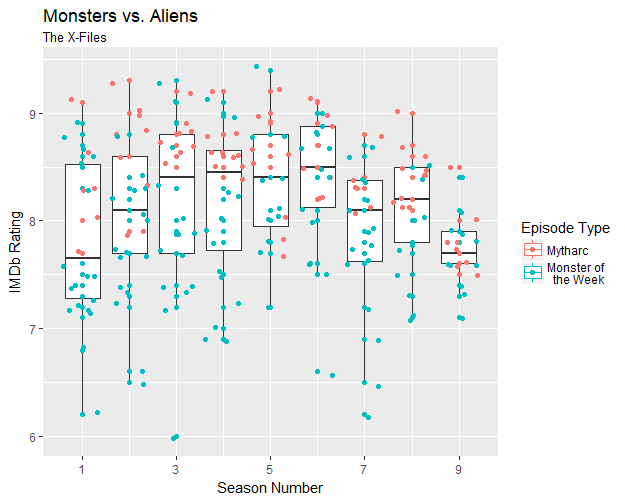 Monsters vs. Aliens
The X-Files
9
8
7
6
1
3
5
7
9
IMDb Rating
Season Number
Episode Type
Mytharc
Monster of
the Week